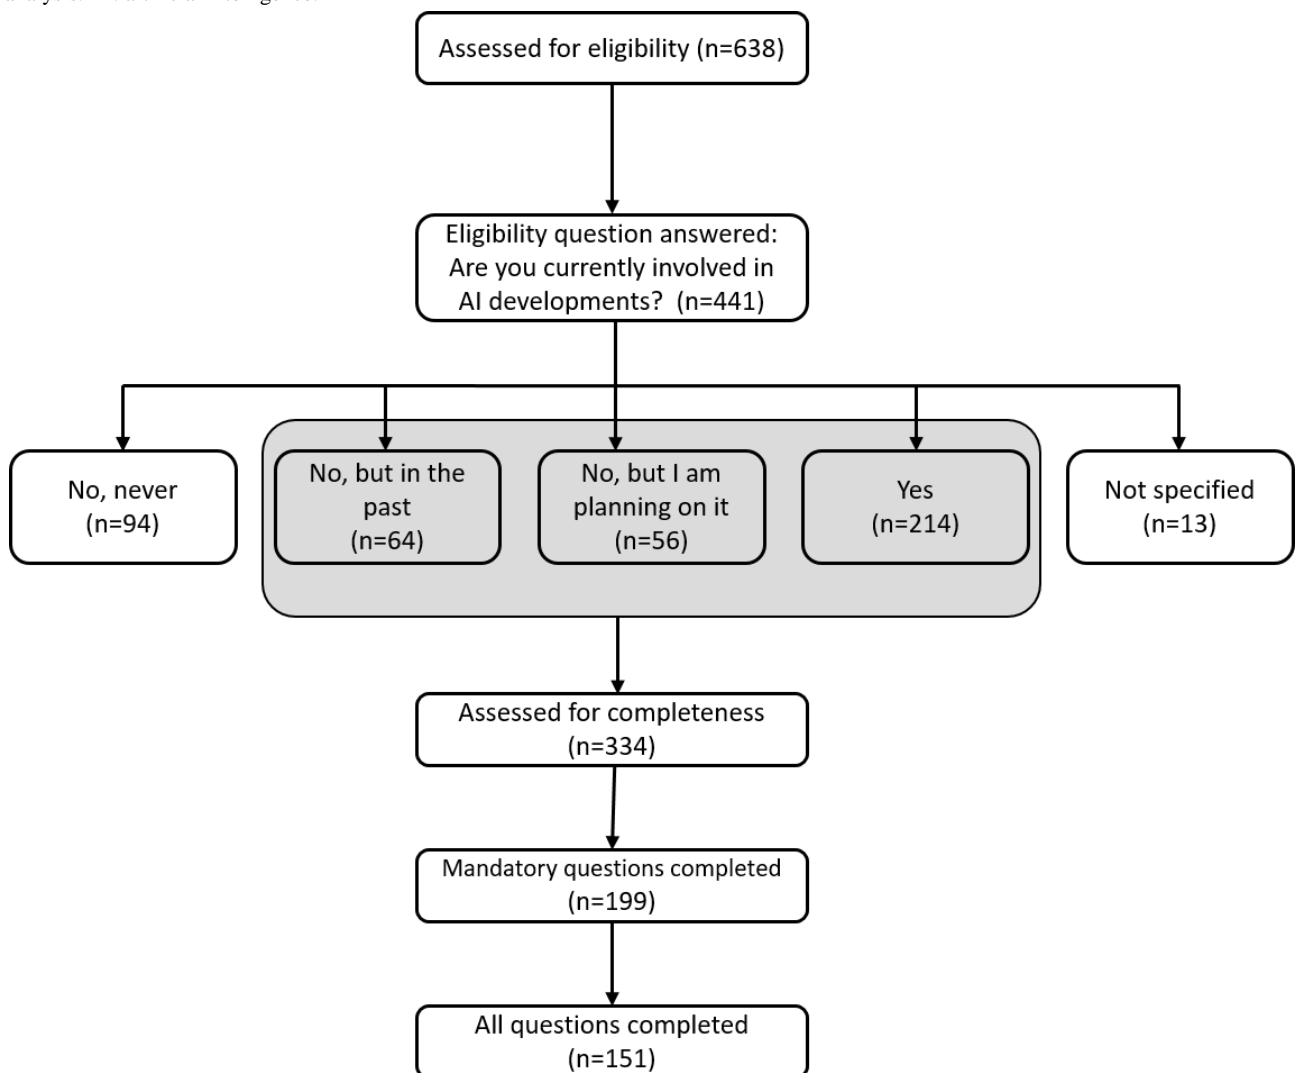 Assessed for eligibility (n=638)
Eligibility question answered:
Are you currently involved in
AI developments? (n=441)
No, never
(n=94)
No, but in the
past
(n=64)
No, but I am
planning on it
(n=56)
Yes
(n=214)
Not specified
(n=13)
Assessed for completeness
(n=334)
Mandatory questions completed
(n=199)
All questions completed
(n=151)